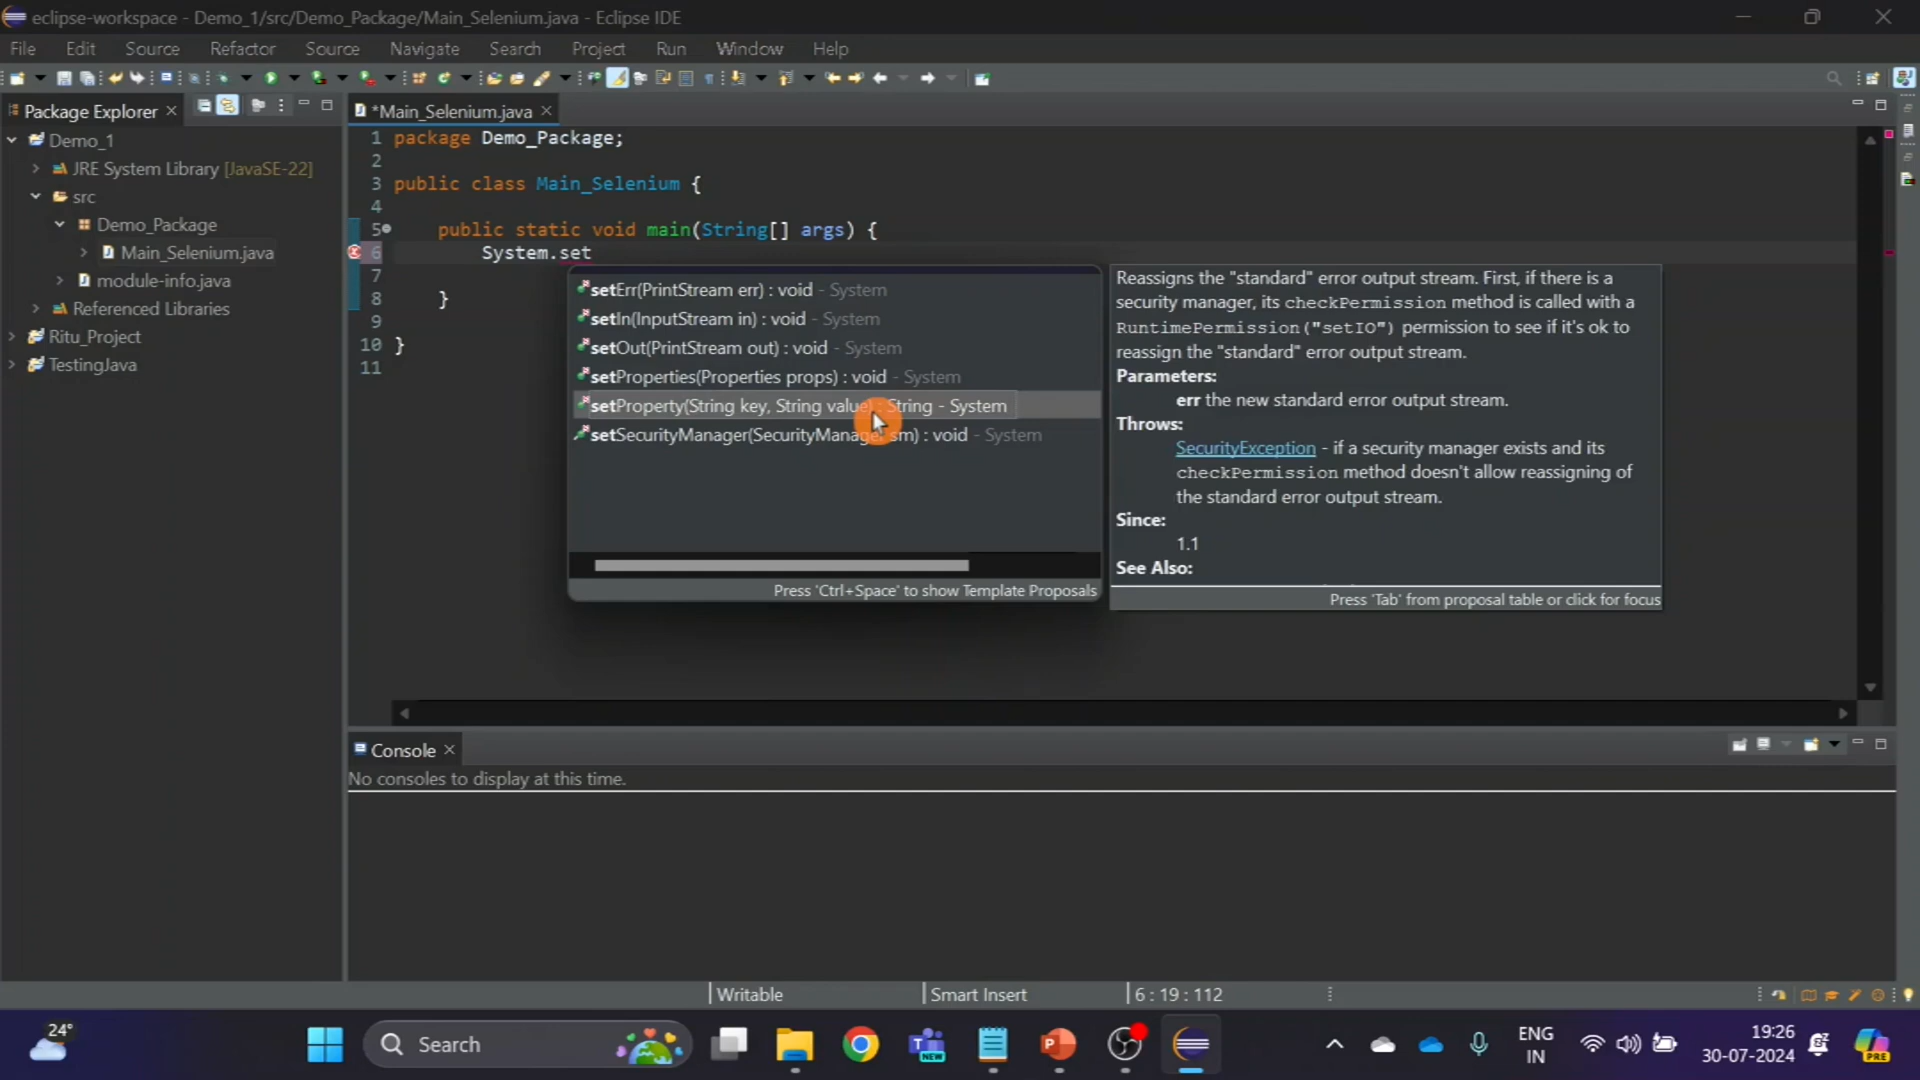 eclipse-workspace - Demo_1/src/Demo_Package/Main_Selenium.java - Eclipse IDE
File Edit Source Refactor Source Navigate Search Project Run Window Help
Package Explorer
*Main_Selenium.java
Demo_1
JRE System Library [JavaSE-22]
src
Demo_Package
Main_Selenium.java
module-info.java
Referenced Libraries
Ritu_Project
TestingJava
1 package Demo_Package;
2
3 public class Main_Selenium {
4
5 public static void main(String[] args) {
6 System.set
7
8 }
9
10 }
11
setErr(PrintStream err) : void - System
setIn(InputStream in) : void - System
setOut(PrintStream out) : void - System
setProperties(Properties props) : void - System
setProperty(String key, String value) : String - System
setSecurityManager(SecurityManager sm) : void - System
Press 'Ctrl+Space' to show Template Proposals
Reassigns the "standard" error output stream. First, if there is a
security manager, its checkPermission method is called with a
RuntimePermission("setIO") permission to see if it's ok to
reassign the "standard" error output stream.
Parameters:
err the new standard error output stream.
Throws:
SecurityException - if a security manager exists and its
checkPermission method doesn't allow reassigning of
the standard error output stream.
Since:
1.1
See Also:
Press 'Tab' from proposal table or click for focus
Console
No consoles to display at this time.
Writable Smart Insert 6 : 19 : 112
24°
Search
NEW
ENG
IN
19:26
30-07-2024
PRE